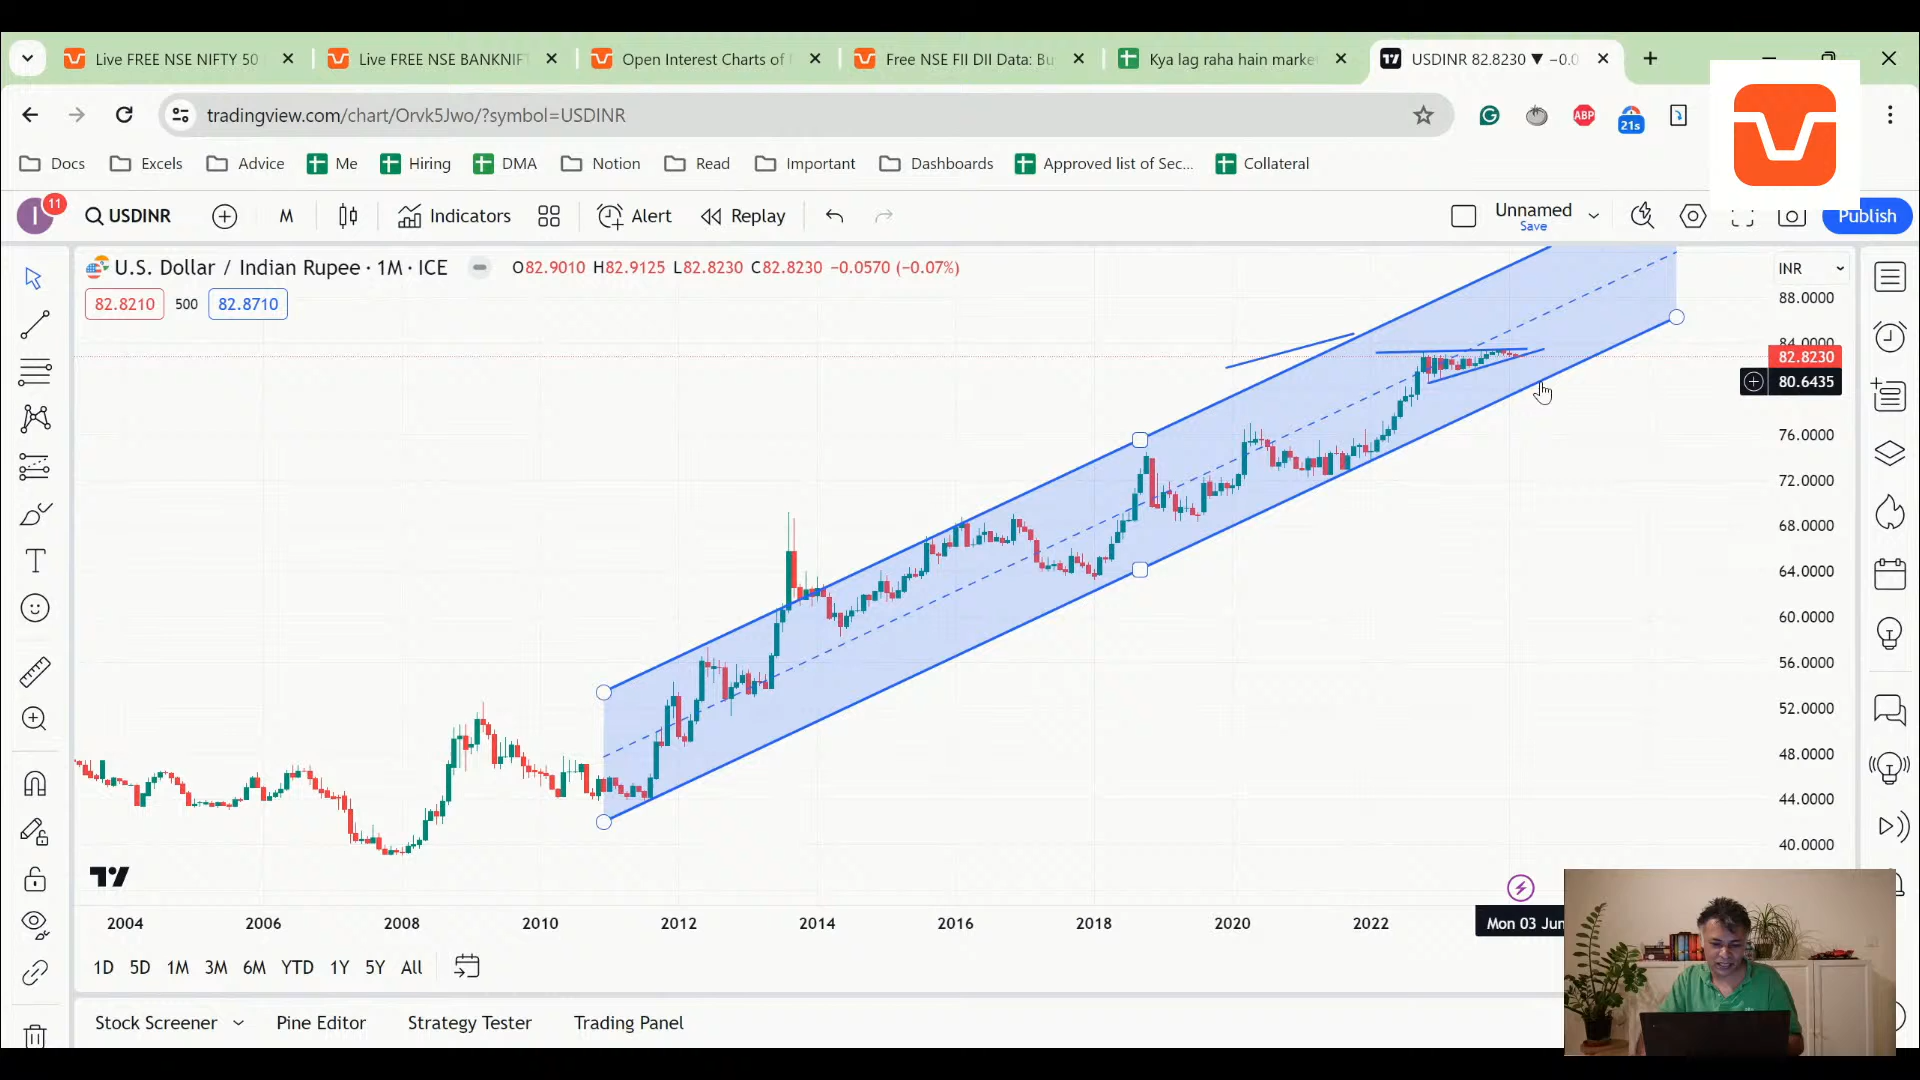 Live FREE NSE NIFTY 50
Live FREE NSE BANKNIFT
Open Interest Charts of
Free NSE FII DII Data: Bu
Kya lag raha hain marke
USDINR 82.8230 ▼ −0.0
tradingview.com/chart/Orvk5Jwo/?symbol=USDINR
ABP
21s
Docs
Excels
Advice
Me
Hiring
DMA
Notion
Read
Important
Dashboards
Approved list of Sec...
Collateral
I
11
USDINR
M
Indicators
Alert
Replay
Unnamed
Save
Publish
U.S. Dollar / Indian Rupee · 1M · ICE
O82.9010 H82.9125 L82.8230 C82.8230 −0.0570 (−0.07%)
82.8210
500
82.8710
INR
88.0000
84.0000
82.8230
80.6435
76.0000
72.0000
68.0000
64.0000
60.0000
56.0000
52.0000
48.0000
44.0000
40.0000
2004
2006
2008
2010
2012
2014
2016
2018
2020
2022
Mon 03 Jun
1D
5D
1M
3M
6M
YTD
1Y
5Y
All
Stock Screener
Pine Editor
Strategy Tester
Trading Panel